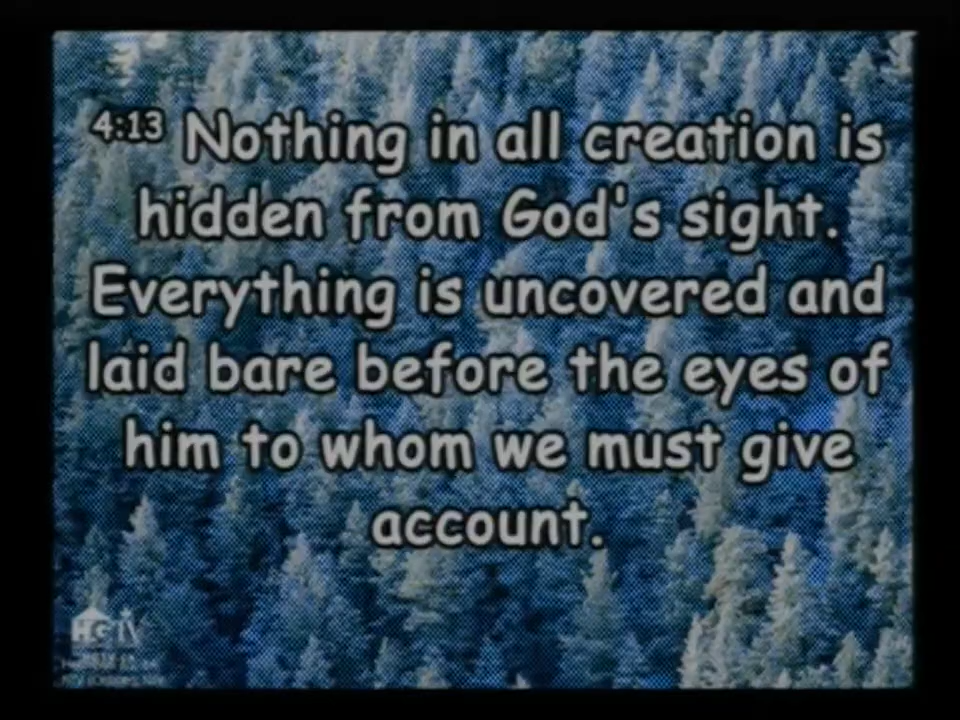 4:13 Nothing in all creation is
hidden from God's sight.
Everything is uncovered and
laid bare before the eyes of
him to whom we must give
account.
HGTV